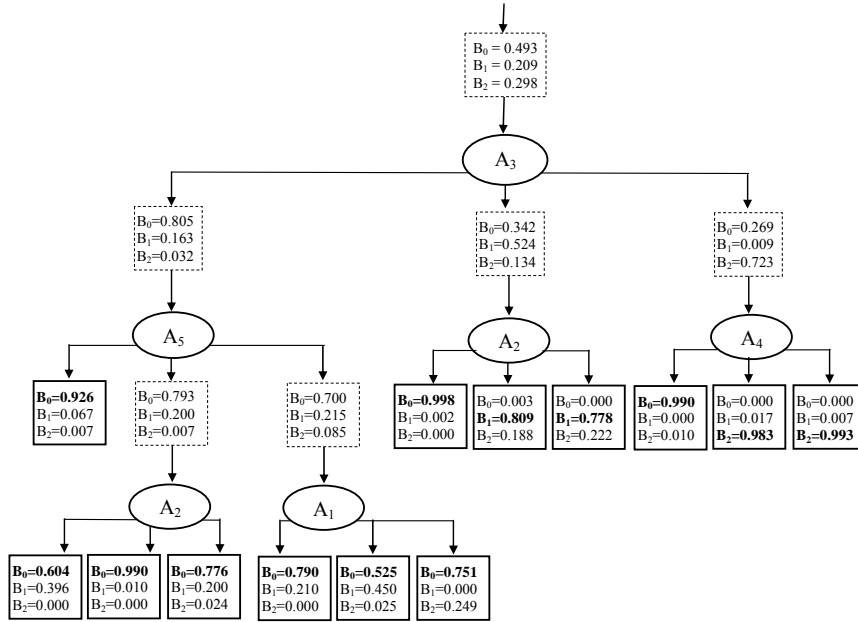 B₀ = 0.493
B₁ = 0.209
B₂ = 0.298
A₃
B₀=0.805
B₁=0.163
B₂=0.032
B₀=0.342
B₁=0.524
B₂=0.134
B₀=0.269
B₁=0.009
B₂=0.723
A₅
A₂
A₄
B₀=0.926
B₁=0.067
B₂=0.007
B₀=0.793
B₁=0.200
B₂=0.007
B₀=0.700
B₁=0.215
B₂=0.085
B₀=0.998
B₁=0.002
B₂=0.000
B₀=0.003
B₁=0.809
B₂=0.188
B₀=0.000
B₁=0.778
B₂=0.222
B₀=0.990
B₁=0.000
B₂=0.010
B₀=0.000
B₁=0.017
B₂=0.983
B₀=0.000
B₁=0.007
B₂=0.993
A₂
A₁
B₀=0.604
B₁=0.396
B₂=0.000
B₀=0.990
B₁=0.010
B₂=0.000
B₀=0.776
B₁=0.200
B₂=0.024
B₀=0.790
B₁=0.210
B₂=0.000
B₀=0.525
B₁=0.450
B₂=0.025
B₀=0.751
B₁=0.000
B₂=0.249